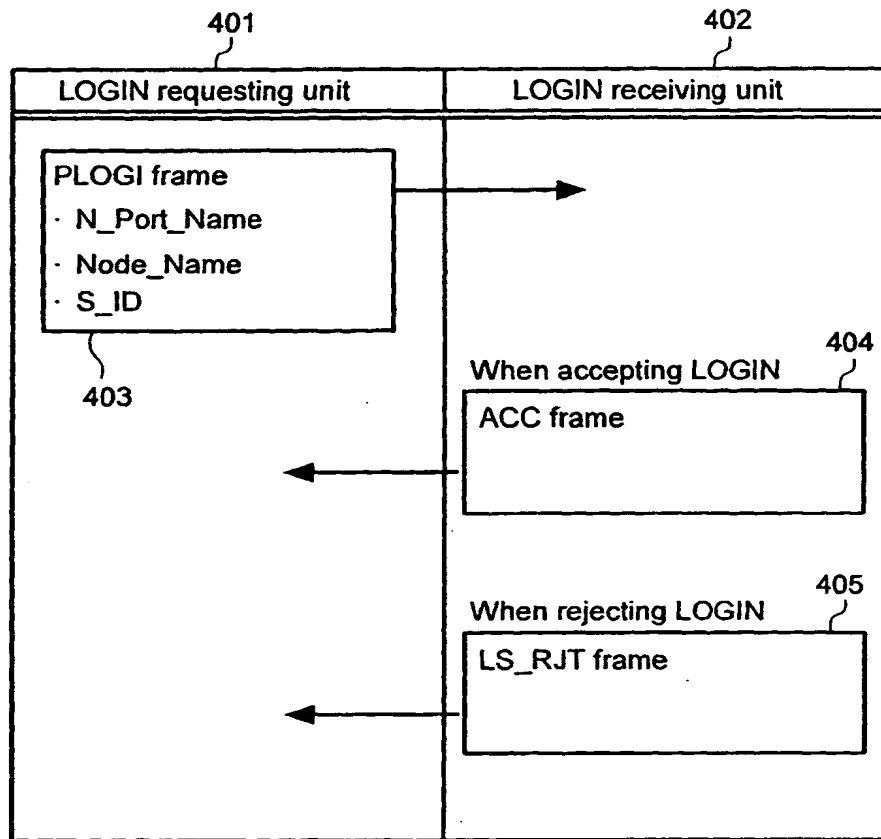 401
402
LOGIN requesting unit
LOGIN receiving unit
PLOGI frame
· N_Port_Name
· Node_Name
· S_ID
403
When accepting LOGIN
404
ACC frame
When rejecting LOGIN
405
LS_RJT frame